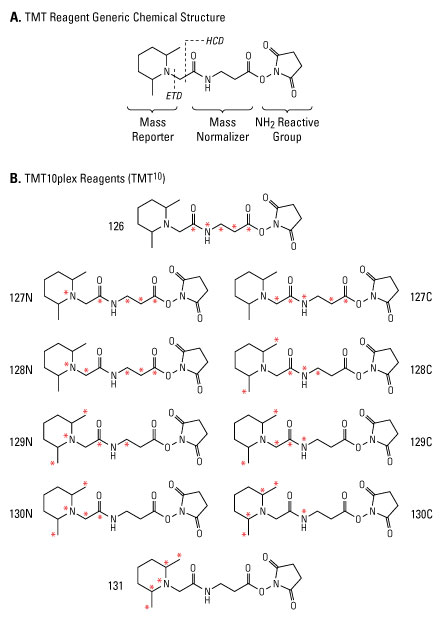 A. TMT Reagent Generic Chemical Structure
HCD
O
O
O
N
N
H
O
N
O
ETD
Mass Reporter
Mass Normalizer
NH2 Reactive Group
B. TMT10plex Reagents (TMT10)
126
O
O
O
N*
N
H
O
N
O
127N
127C
128N
128C
129N
129C
130N
130C
131